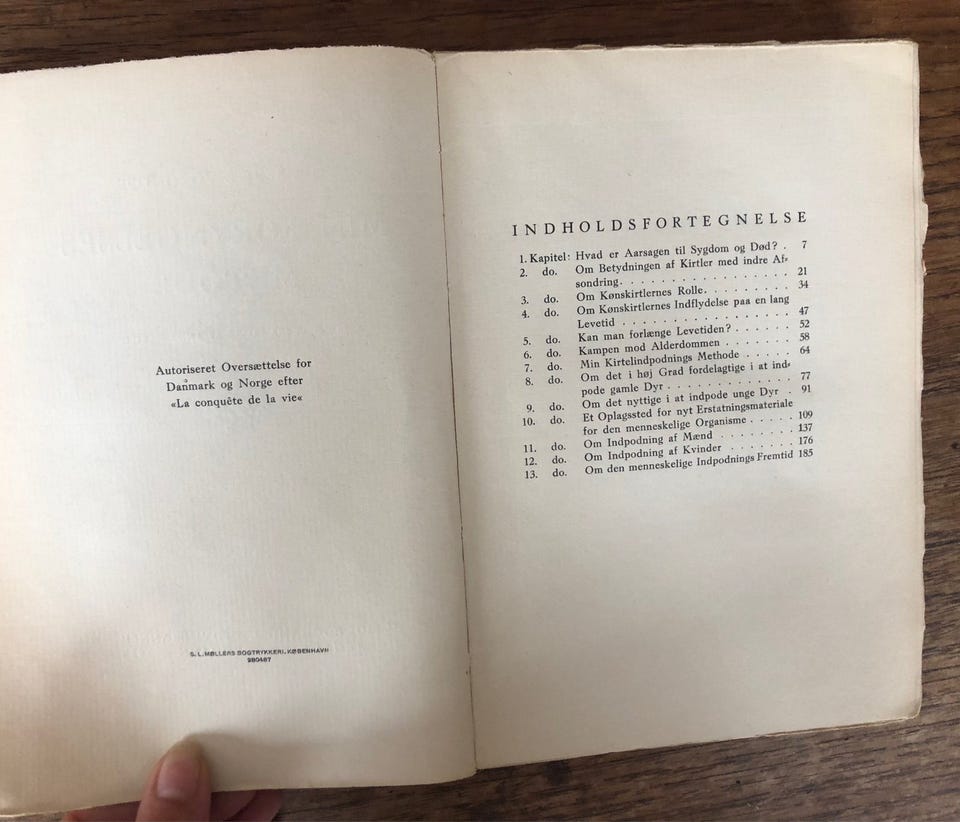 Autoriseret Oversættelse for
Danmark og Norge efter
«La conquête de la vie«
S. L. MØLLERS BOGTRYKKERI. KØBENHAVN
INDHOLDSFORTEGNELSE
1. Kapitel: Hvad er Aarsagen til Sygdom og Død? . 7
2. do. Om Betydningen af Kirtler med indre Af-
sondring. . . . . . . . . . . . . . . . . 21
3. do. Om Kønskirtlernes Rolle. . . . . . . . . 34
4. do. Om Kønskirtlernes Indflydelse paa en lang
Levetid . . . . . . . . . . . . . . . . . 47
5. do. Kan man forlænge Levetiden? . . . . . . 52
6. do. Kampen mod Alderdommen . . . . . . . 58
7. do. Min Kirtelindpodnings Methode . . . . . 64
8. do. Om det i høj Grad fordelagtige i at ind-
pode gamle Dyr . . . . . . . . . . . . . 77
9. do. Om det nyttige i at indpode unge Dyr . 91
10. do. Et Oplagssted for nyt Erstatningsmateriale
for den menneskelige Organisme . . . . . 109
11. do. Om Indpodning af Mænd . . . . . . . . 137
12. do. Om Indpodning af Kvinder . . . . . . . 176
13. do. Om den menneskelige Indpodnings Fremtid 185